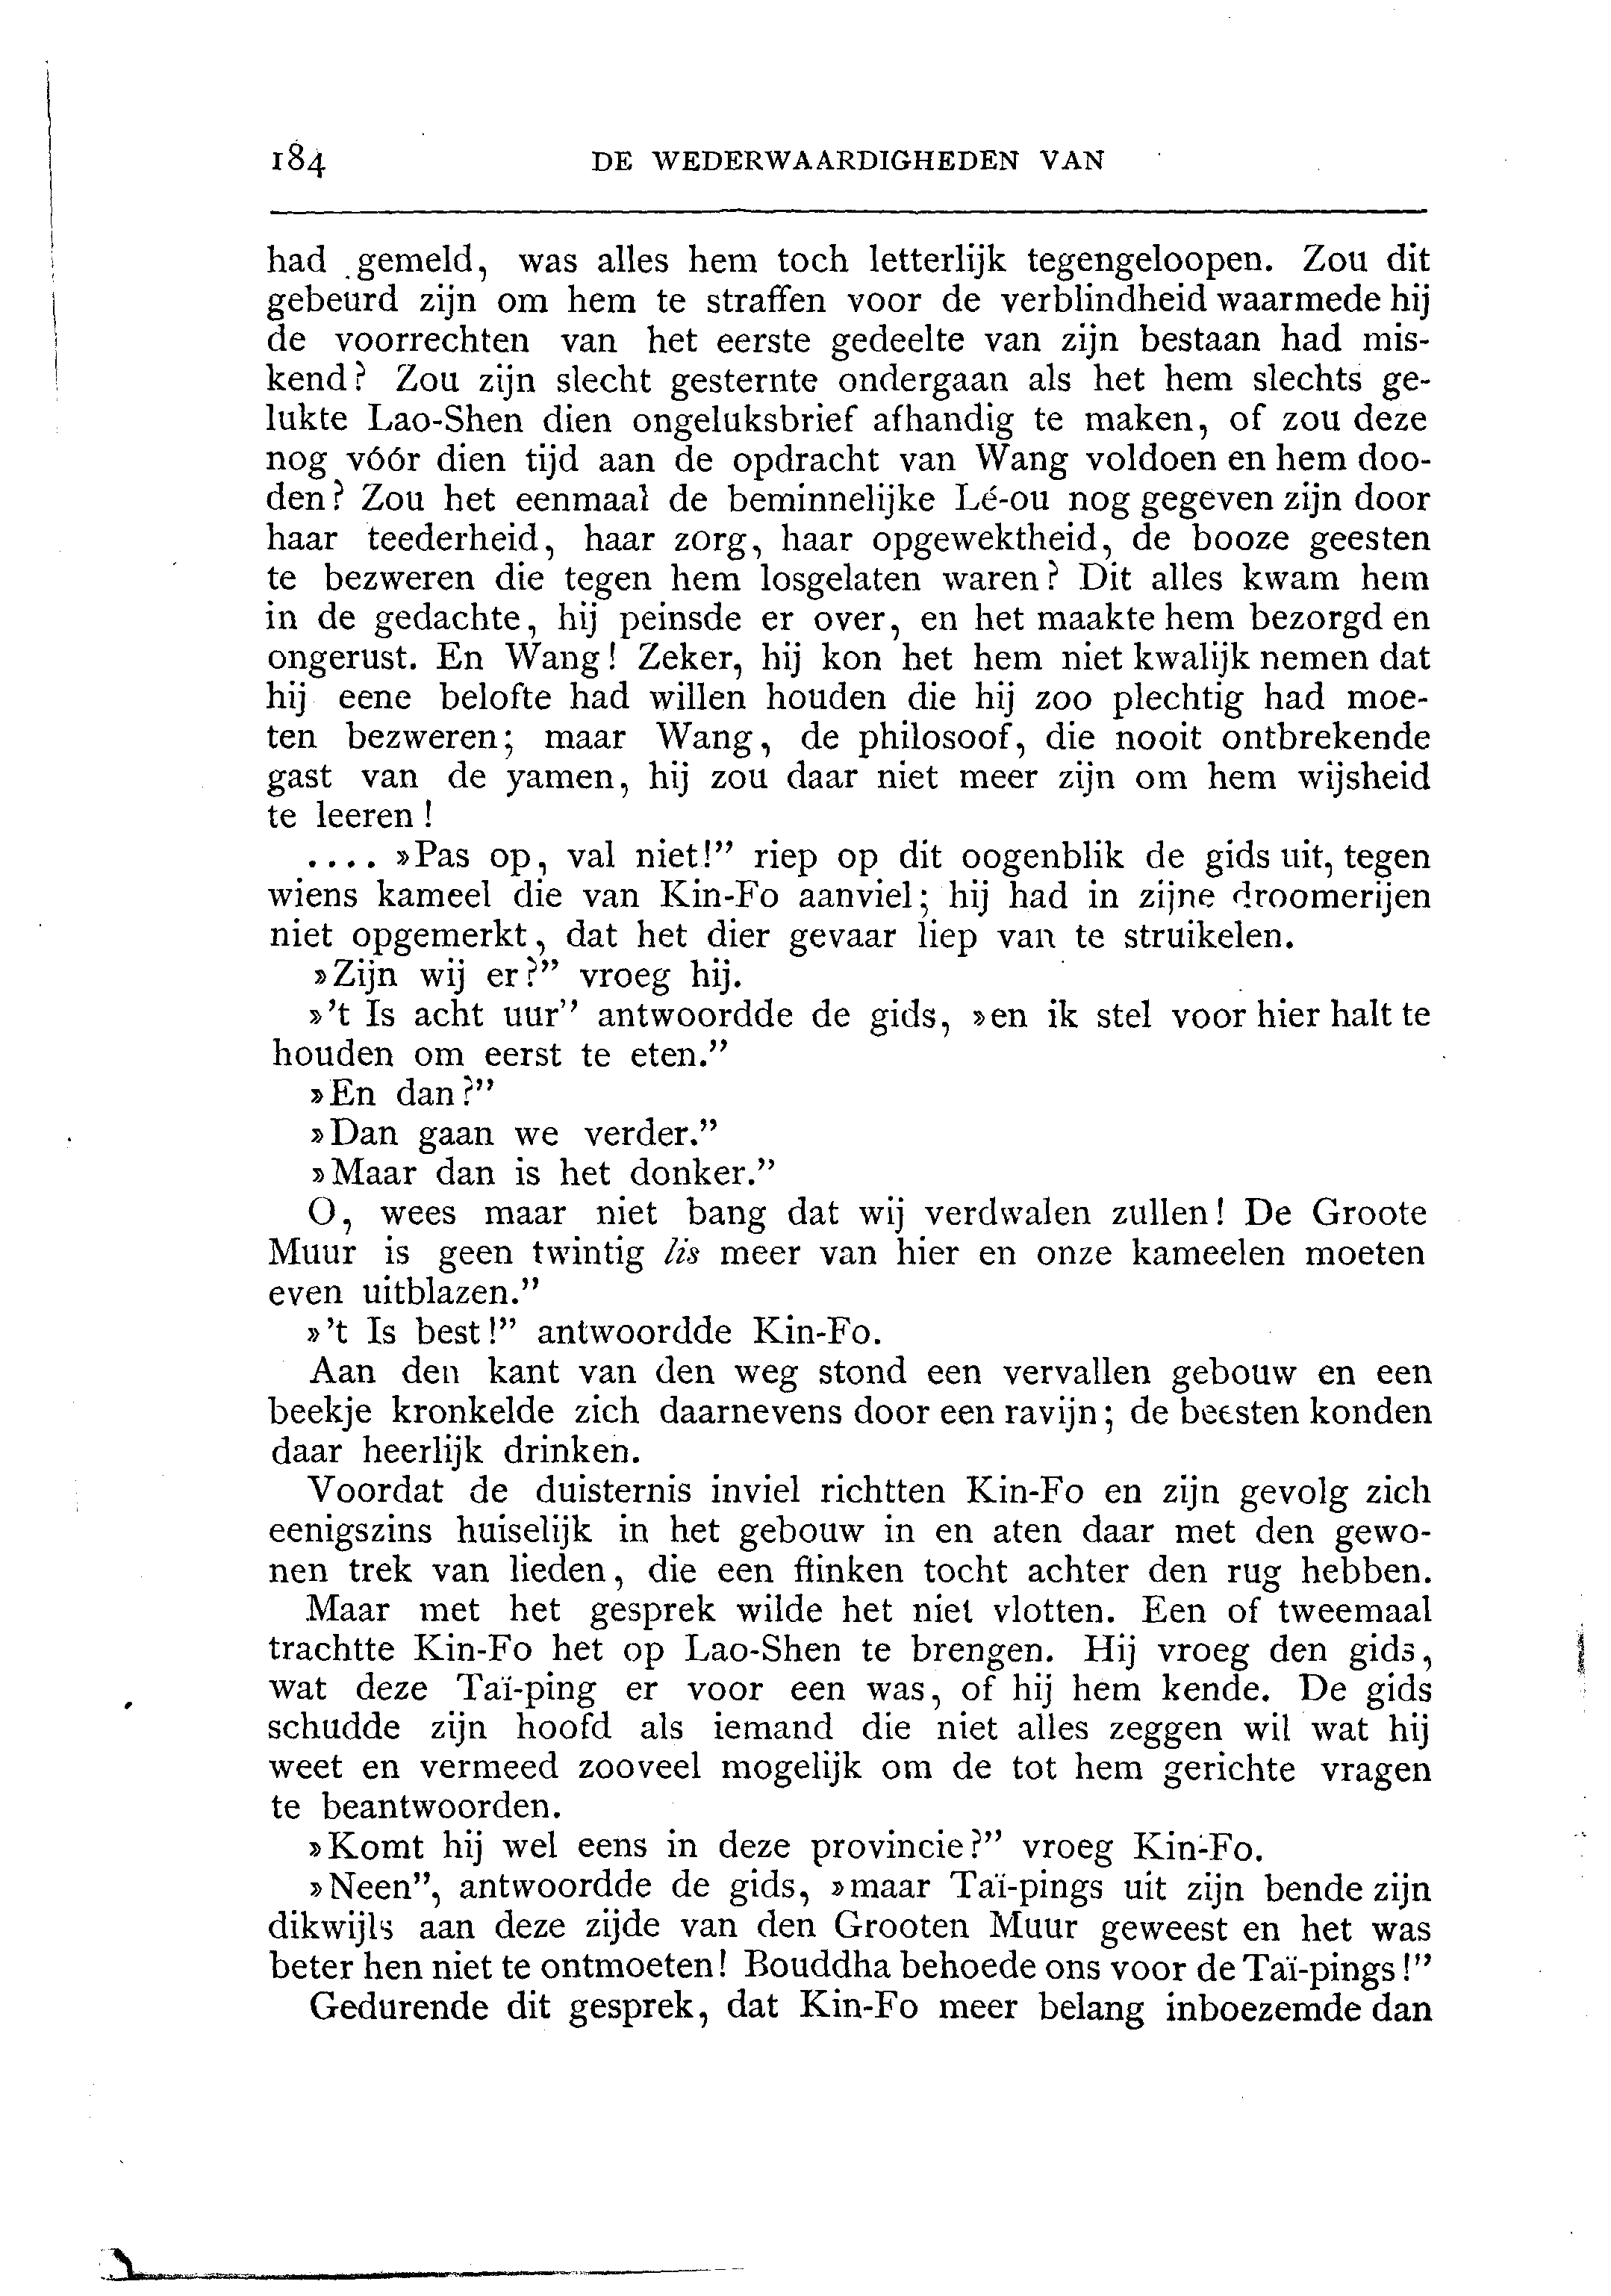 184 DE WEDERWAARDIGHEDEN VAN
had gemeld, was alles hem toch letterlijk tegengeloopen. Zou dit
gebeurd zijn om hem te straffen voor de verblindheid waarmede hij
de voorrechten van het eerste gedeelte van zijn bestaan had mis-
kend? Zou zijn slecht gesternte ondergaan als het hem slechts ge-
lukte Lao-Shen dien ongeluksbrief afhandig te maken, of zou deze
nog vóór dien tijd aan de opdracht van Wang voldoen en hem doo-
den? Zou het eenmaal de beminnelijke Lé-ou nog gegeven zijn door
haar teederheid, haar zorg, haar opgewektheid, de booze geesten
te bezweren die tegen hem losgelaten waren? Dit alles kwam hem
in de gedachte, hij peinsde er over, en het maakte hem bezorgd en
ongerust. En Wang! Zeker, hij kon het hem niet kwalijk nemen dat
hij eene belofte had willen houden die hij zoo plechtig had moe-
ten bezweren; maar Wang, de philosoof, die nooit ontbrekende
gast van de yamen, hij zou daar niet meer zijn om hem wijsheid
te leeren!
.... »Pas op, val niet!” riep op dit oogenblik de gids uit, tegen
wiens kameel die van Kin-Fo aanviel; hij had in zijne droomerijen
niet opgemerkt, dat het dier gevaar liep van te struikelen.
»Zijn wij er?” vroeg hij.
»'t Is acht uur” antwoordde de gids, »en ik stel voor hier halt te
houden om eerst te eten.”
»En dan?”
»Dan gaan we verder.”
»Maar dan is het donker.”
O, wees maar niet bang dat wij verdwalen zullen! De Groote
Muur is geen twintig lis meer van hier en onze kameelen moeten
even uitblazen.”
»'t Is best!” antwoordde Kin-Fo.
Aan den kant van den weg stond een vervallen gebouw en een
beekje kronkelde zich daarnevens door een ravijn; de beesten konden
daar heerlijk drinken.
Voordat de duisternis inviel richtten Kin-Fo en zijn gevolg zich
eenigszins huiselijk in het gebouw in en aten daar met den gewo-
nen trek van lieden, die een flinken tocht achter den rug hebben.
Maar met het gesprek wilde het niet vlotten. Een of tweemaal
trachtte Kin-Fo het op Lao-Shen te brengen. Hij vroeg den gids,
wat deze Taï-ping er voor een was, of hij hem kende. De gids
schudde zijn hoofd als iemand die niet alles zeggen wil wat hij
weet en vermeed zooveel mogelijk om de tot hem gerichte vragen
te beantwoorden.
»Komt hij wel eens in deze provincie?” vroeg Kin-Fo.
»Neen”, antwoordde de gids, »maar Taï-pings uit zijn bende zijn
dikwijls aan deze zijde van den Grooten Muur geweest en het was
beter hen niet te ontmoeten! Bouddha behoede ons voor de Taï-pings!”
Gedurende dit gesprek, dat Kin-Fo meer belang inboezemde dan